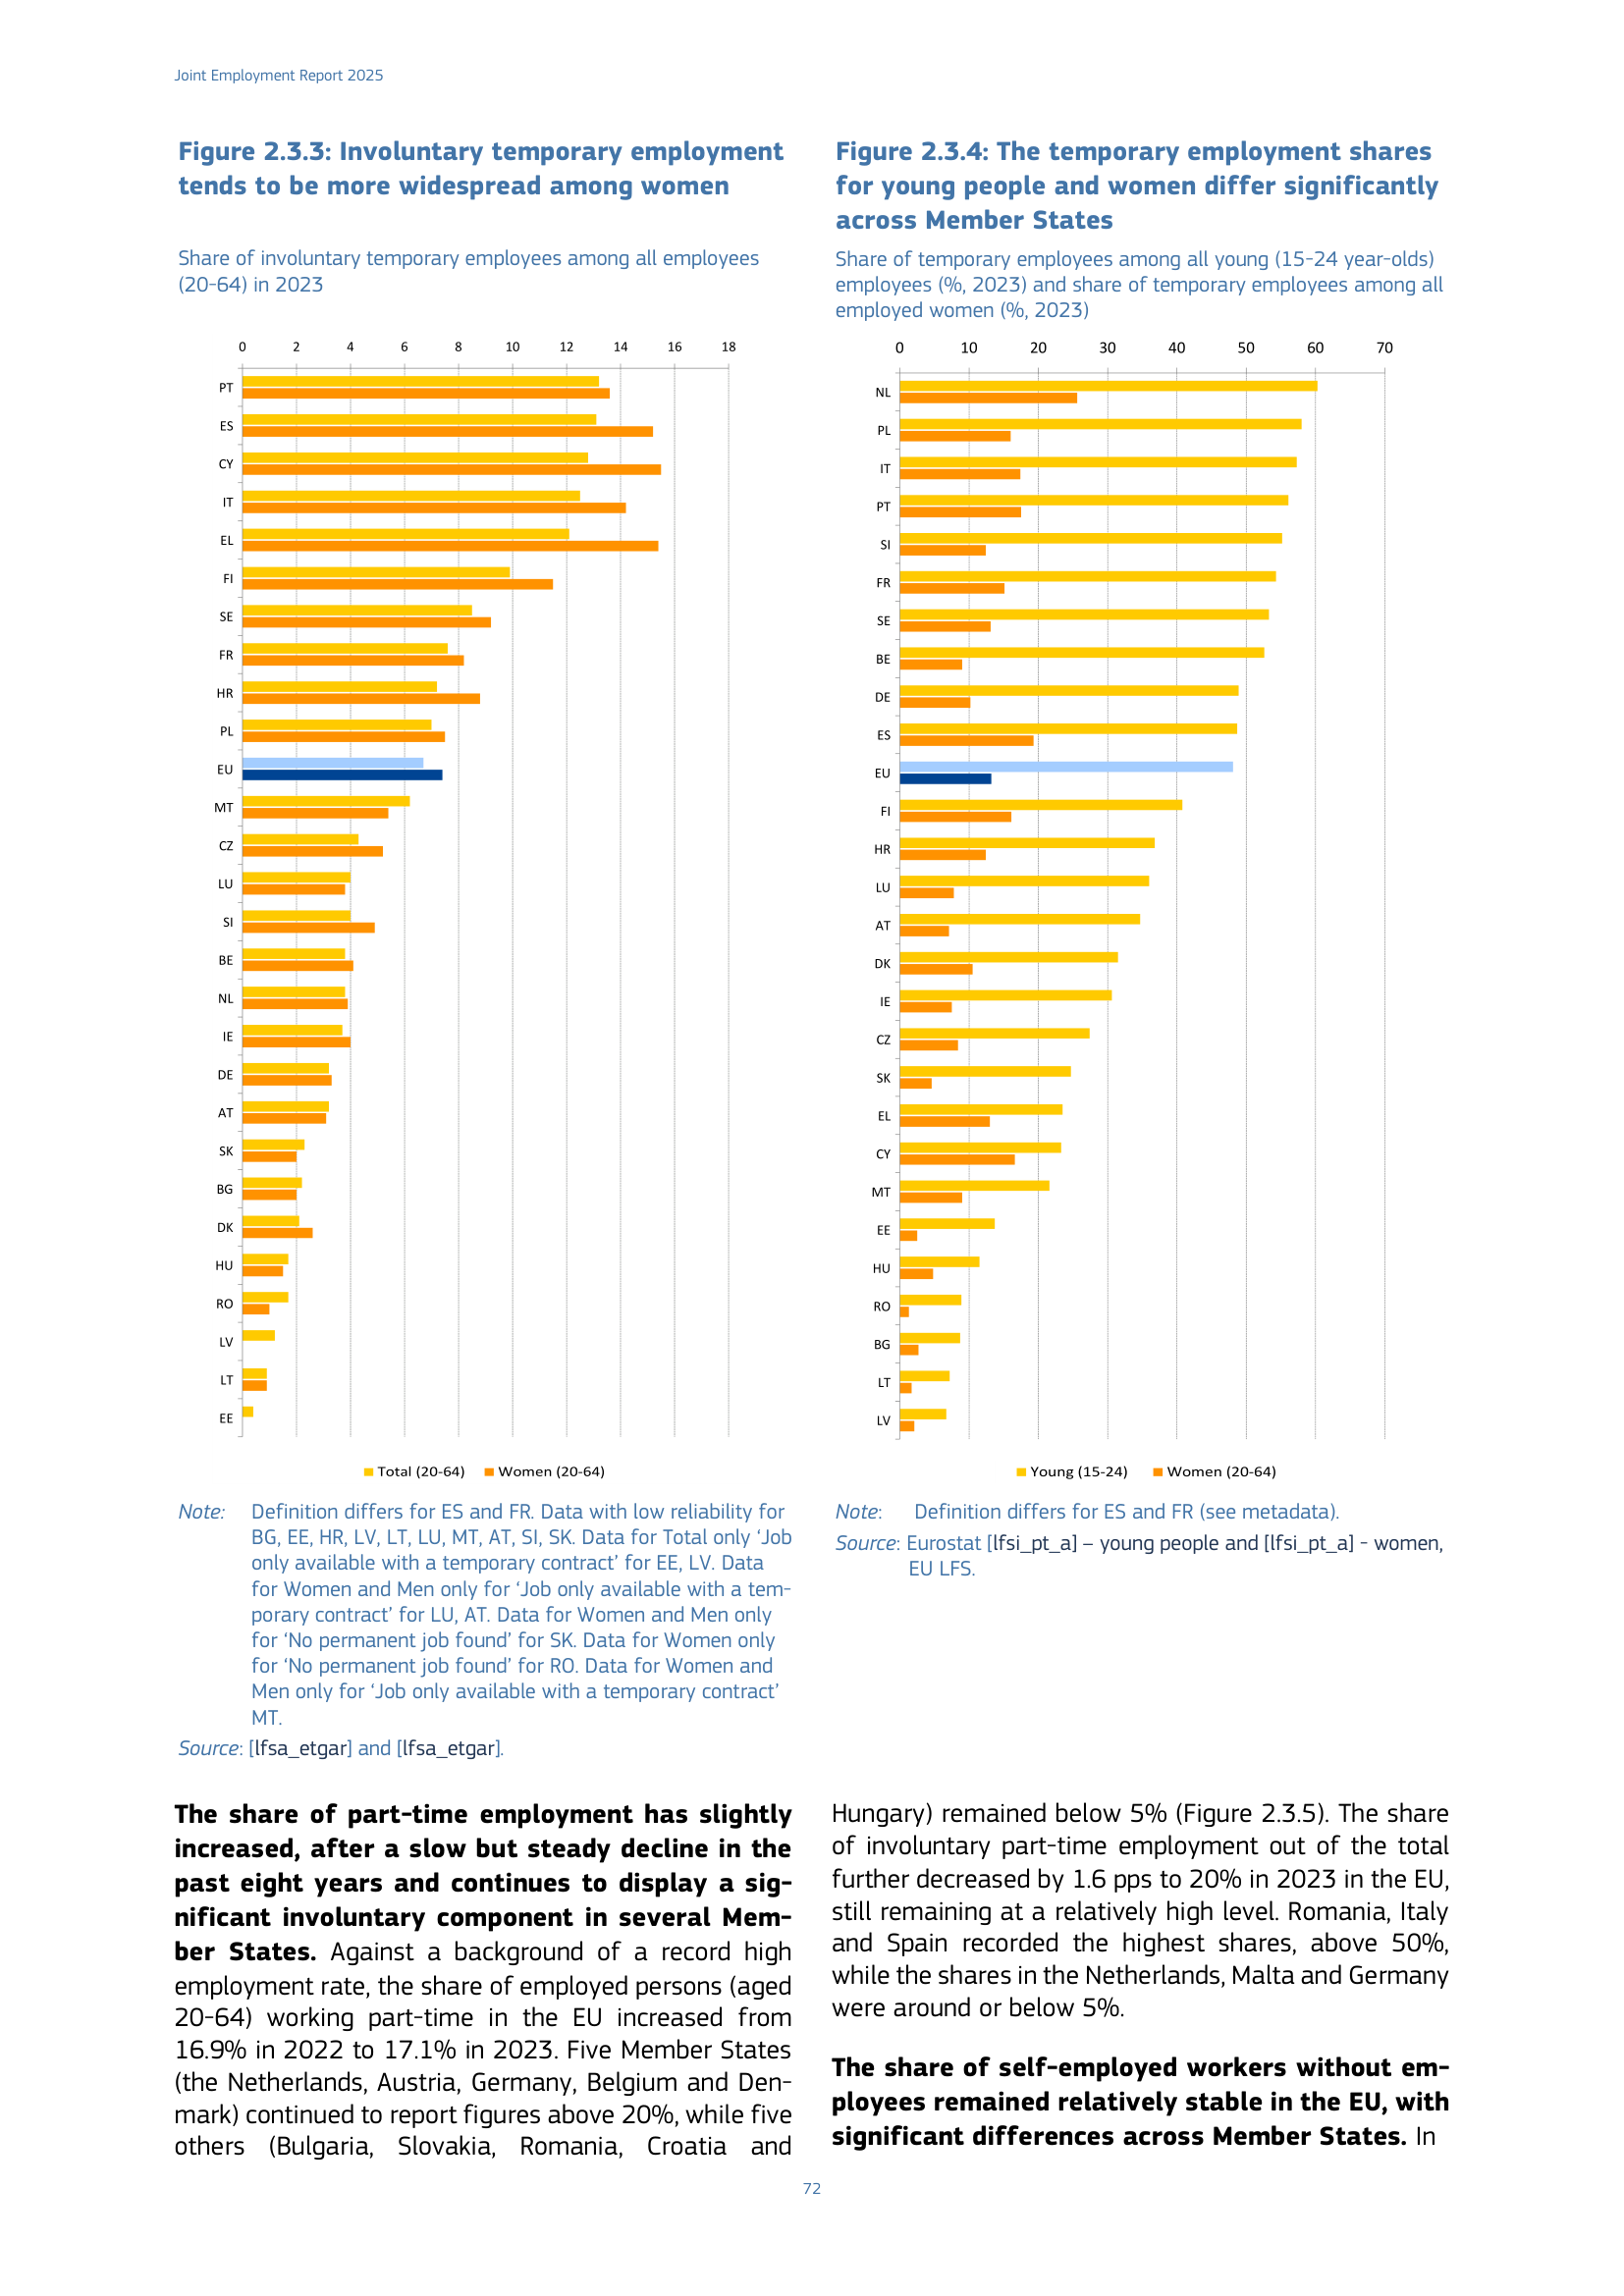 Joint Employment Report 2025
Figure 2.3.3: Involuntary temporary employment
tends to be more widespread among women
Share of involuntary temporary employees among all employees
(20-64) in 2023
0 2 4 6 8 10 12 14 16 18
PT
ES
CY
IT
EL
FI
SE
FR
HR
PL
EU
MT
CZ
LU
SI
BE
NL
IE
DE
AT
SK
BG
DK
HU
RO
LV
LT
EE
Total (20-64) Women (20-64)
Note: Definition differs for ES and FR. Data with low reliability for
BG, EE, HR, LV, LT, LU, MT, AT, SI, SK. Data for Total only ‘Job
only available with a temporary contract’ for EE, LV. Data
for Women and Men only for ‘Job only available with a tem-
porary contract’ for LU, AT. Data for Women and Men only
for ‘No permanent job found’ for SK. Data for Women only
for ‘No permanent job found’ for RO. Data for Women and
Men only for ‘Job only available with a temporary contract’
MT.
Source: [lfsa_etgar] and [lfsa_etgar].
Figure 2.3.4: The temporary employment shares
for young people and women differ significantly
across Member States
Share of temporary employees among all young (15-24 year-olds)
employees (%, 2023) and share of temporary employees among all
employed women (%, 2023)
0 10 20 30 40 50 60 70
NL
PL
IT
PT
SI
FR
SE
BE
DE
ES
EU
FI
HR
LU
AT
DK
IE
CZ
SK
EL
CY
MT
EE
HU
RO
BG
LT
LV
Young (15-24) Women (20-64)
Note: Definition differs for ES and FR (see metadata).
Source: Eurostat [lfsi_pt_a] – young people and [lfsi_pt_a] - women,
EU LFS.
The share of part-time employment has slightly
increased, after a slow but steady decline in the
past eight years and continues to display a sig-
nificant involuntary component in several Mem-
ber States. Against a background of a record high
employment rate, the share of employed persons (aged
20-64) working part-time in the EU increased from
16.9% in 2022 to 17.1% in 2023. Five Member States
(the Netherlands, Austria, Germany, Belgium and Den-
mark) continued to report figures above 20%, while five
others (Bulgaria, Slovakia, Romania, Croatia and
Hungary) remained below 5% (Figure 2.3.5). The share
of involuntary part-time employment out of the total
further decreased by 1.6 pps to 20% in 2023 in the EU,
still remaining at a relatively high level. Romania, Italy
and Spain recorded the highest shares, above 50%,
while the shares in the Netherlands, Malta and Germany
were around or below 5%.
The share of self-employed workers without em-
ployees remained relatively stable in the EU, with
significant differences across Member States. In
72